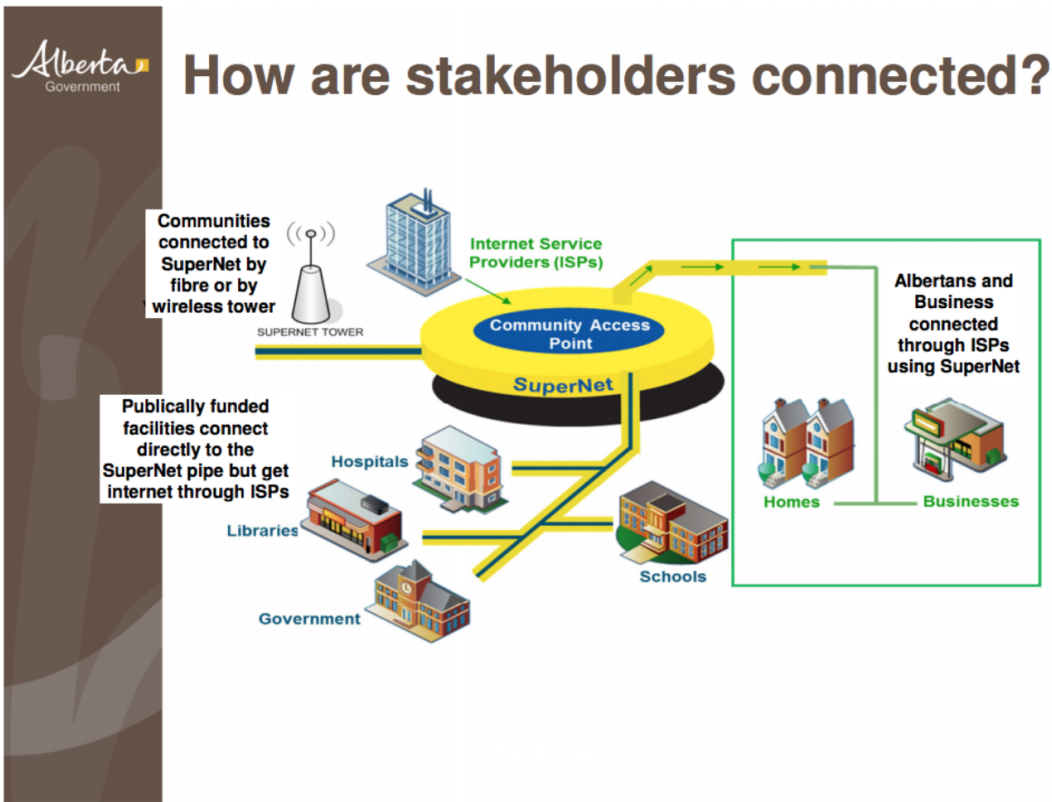 Alberta
Government
How are stakeholders connected?
Communities
connected to
SuperNet by
fibre or by
wireless tower
SUPERNET TOWER
Internet Service
Providers (ISPs)
Community Access
Point
SuperNet
Albertans and
Business
connected
through ISPs
using SuperNet
Homes
Businesses
Publically funded
facilities connect
directly to the
SuperNet pipe but get
internet through ISPs
Hospitals
Libraries
Government
Schools